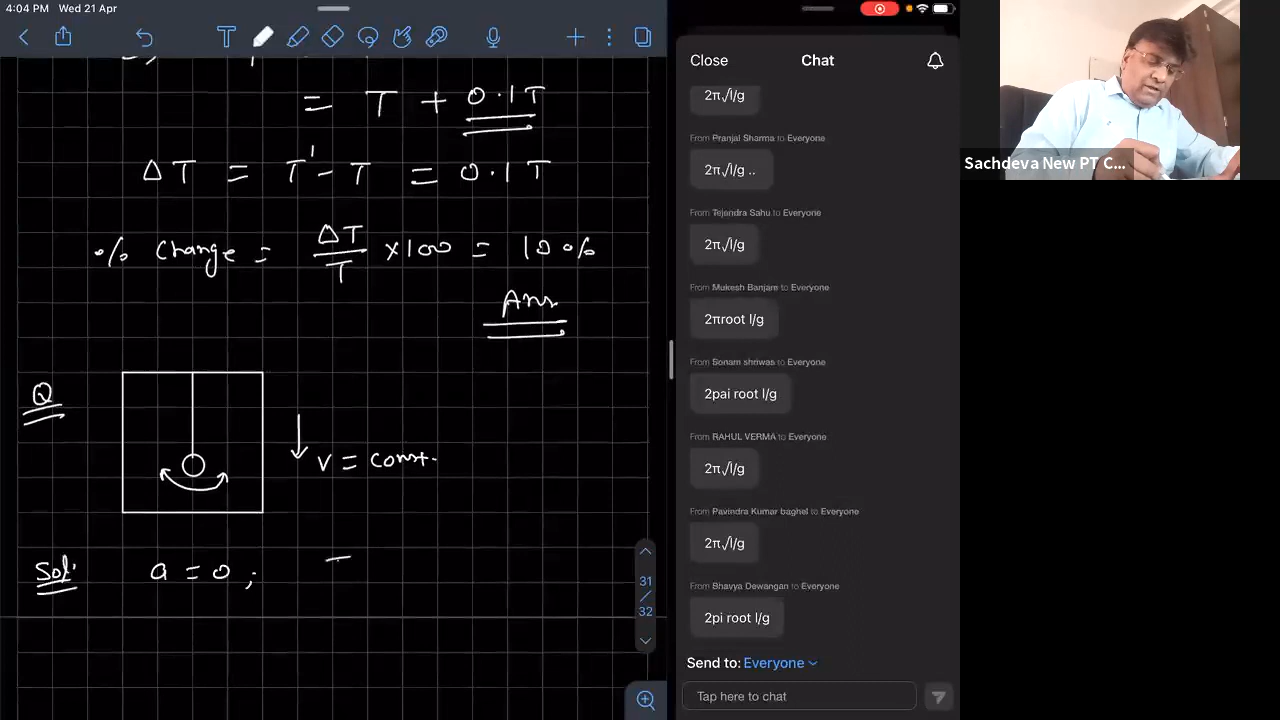 4:04 PM Wed 21 Apr
= T + 0.1T
ΔT = T' - T = 0.1T
% change = ΔT/T ×100 = 10%
Ans
Q
v = const.
Sol.
a = 0 ;
31
/
32
Close
Chat
2π√l/g
From Pranjal Sharma to Everyone
2π√l/g ..
From Tejendra Sahu to Everyone
2π√l/g
From Mukesh Banjare to Everyone
2πroot l/g
From Sonam shriwas to Everyone
2pai root l/g
From RAHUL VERMA to Everyone
2π√l/g
From Pavindra Kumar baghel to Everyone
2π√l/g
From Bhavya Dewangan to Everyone
2pi root l/g
Send to: Everyone
Tap here to chat
Sachdeva New PT C...